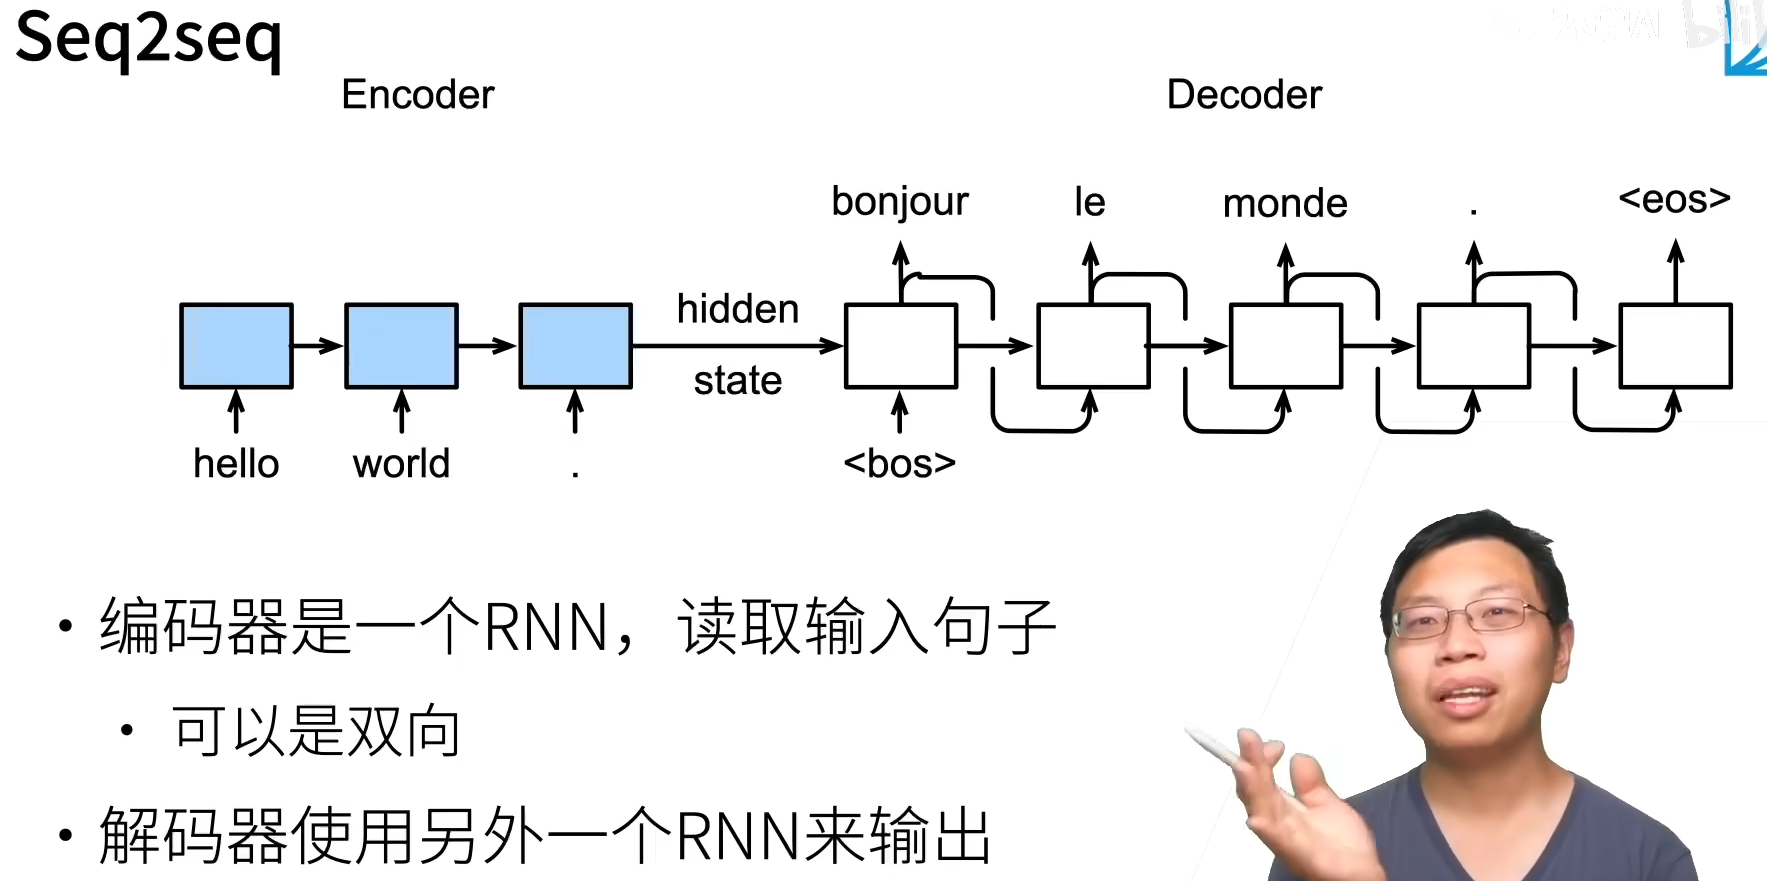 Seq2seq
Encoder
Decoder
bonjour le monde . <eos>
hidden
state
hello world . <bos>
• 编码器是一个RNN，读取输入句子
• 可以是双向
• 解码器使用另外一个RNN来输出